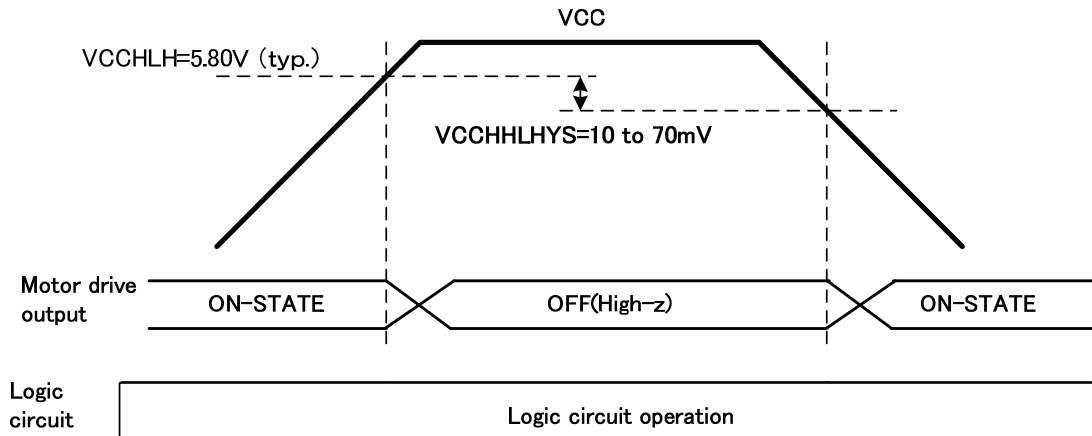 VCC
VCCHLH=5.80V (typ.)
VCCHHLHYS=10 to 70mV
Motor drive
output
ON-STATE
OFF(High-z)
ON-STATE
Logic
circuit
Logic circuit operation